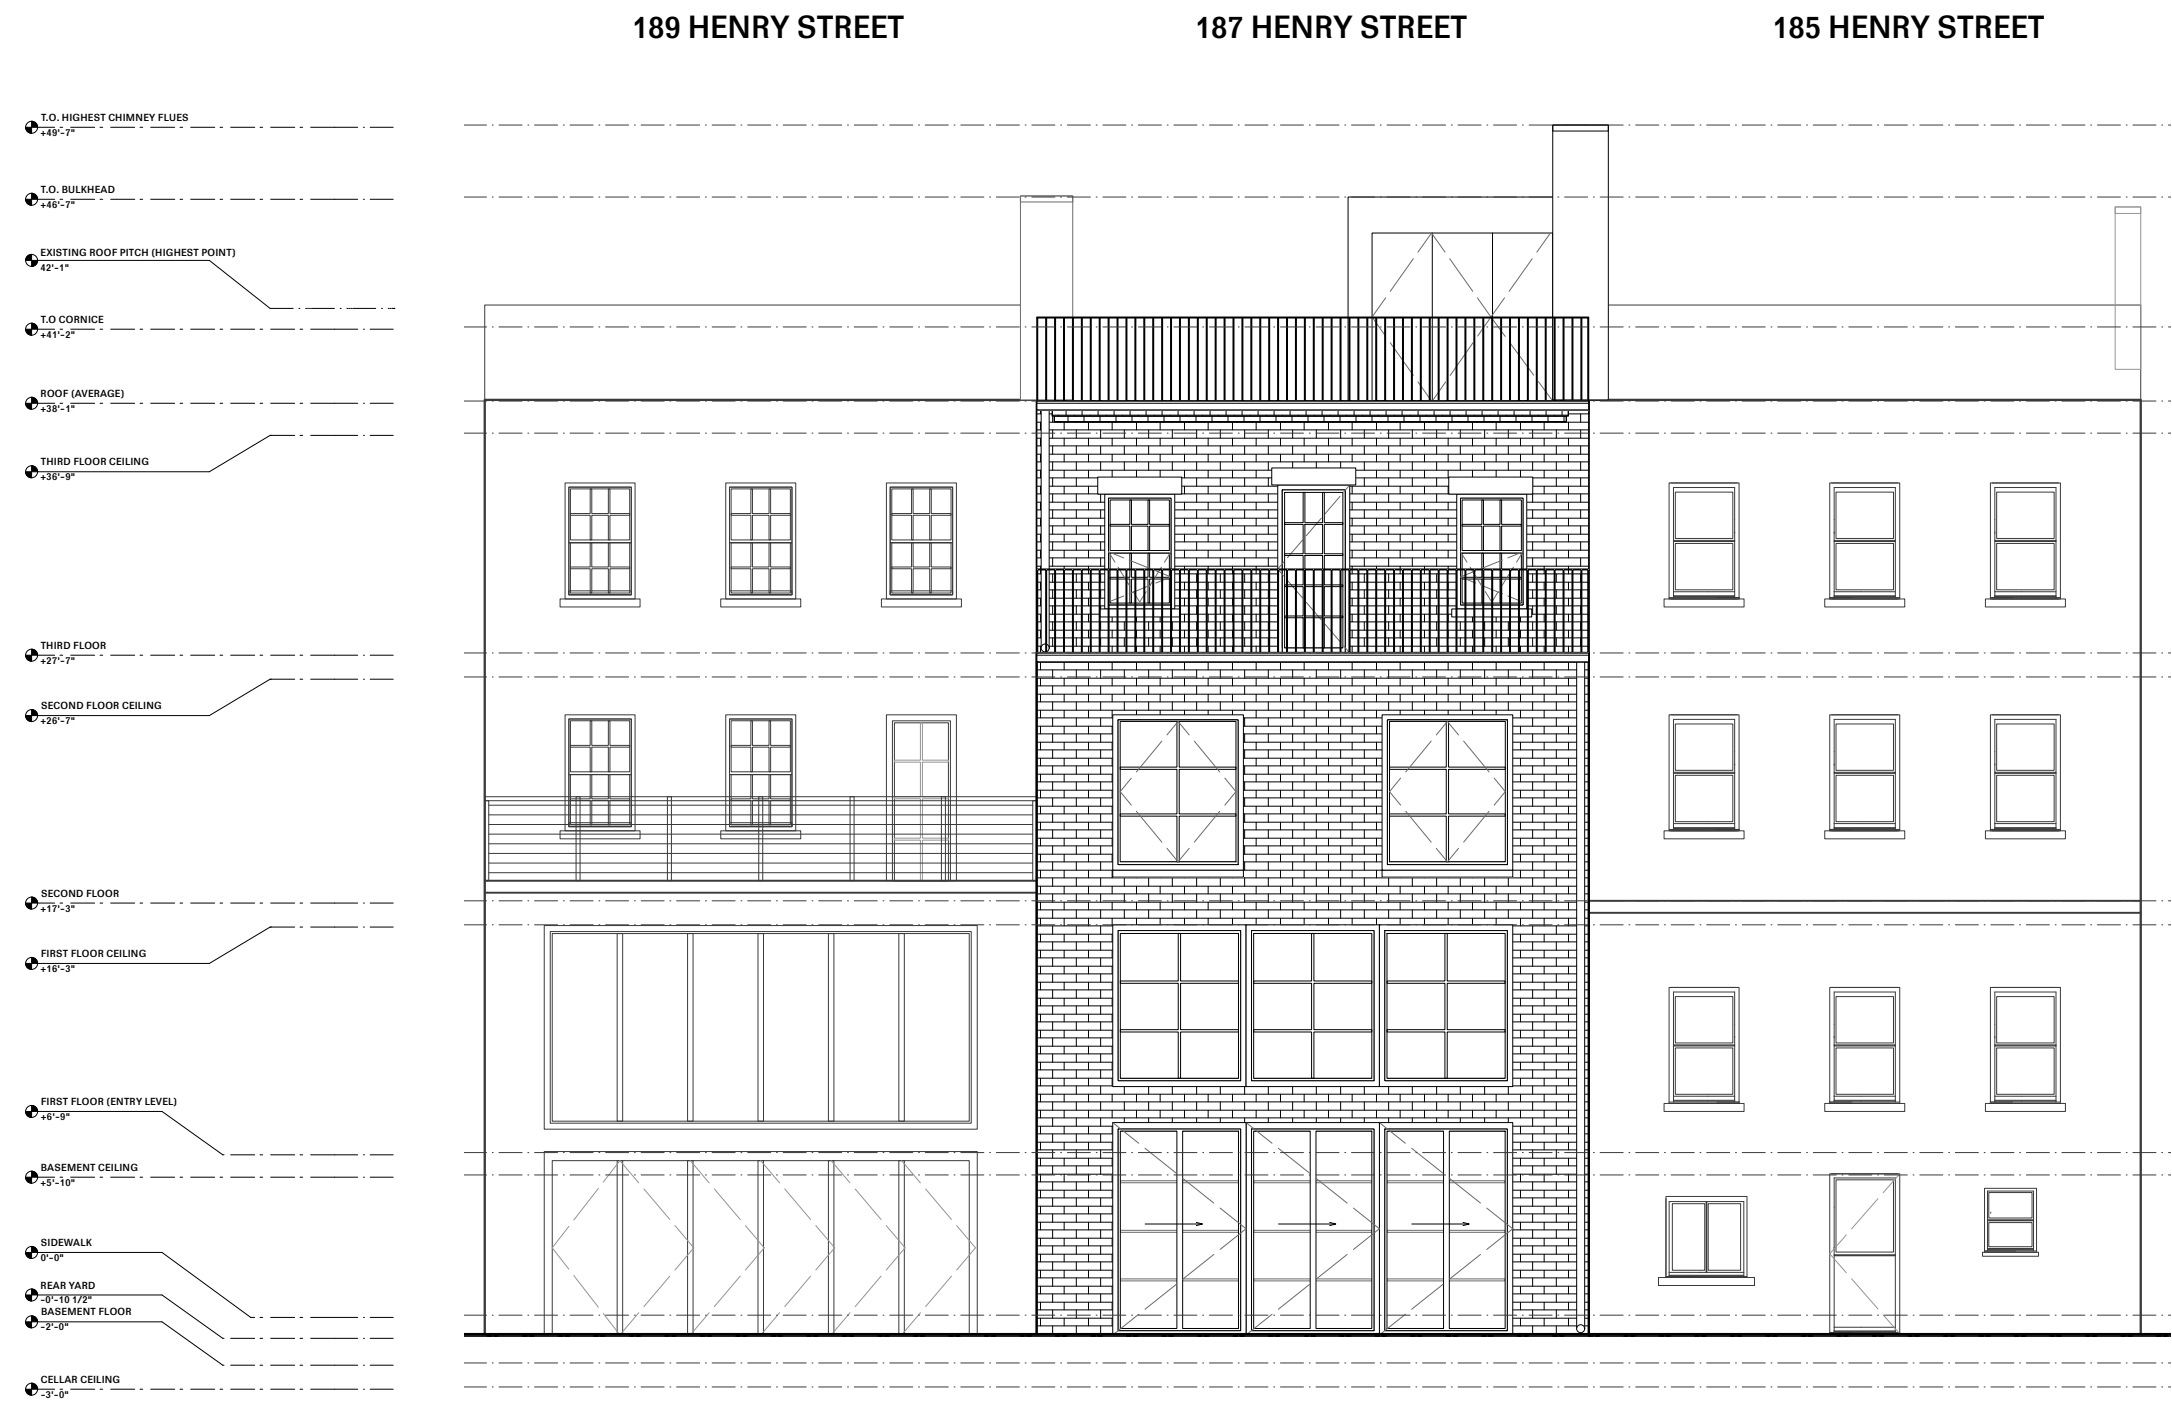 189 HENRY STREET
187 HENRY STREET
185 HENRY STREET
T.O. HIGHEST CHIMNEY FLUES
+49'-7"
T.O. BULKHEAD
+46'-7"
EXISTING ROOF PITCH (HIGHEST POINT)
42'-1"
T.O CORNICE
+41'-2"
ROOF (AVERAGE)
+38'-1"
THIRD FLOOR CEILING
+36'-9"
THIRD FLOOR
+27'-7"
SECOND FLOOR CEILING
+26'-7"
SECOND FLOOR
+17'-3"
FIRST FLOOR CEILING
+16'-3"
FIRST FLOOR (ENTRY LEVEL)
+6'-9"
BASEMENT CEILING
+5'-10"
SIDEWALK
0'-0"
REAR YARD
-0'-10 1/2"
BASEMENT FLOOR
-2'-0"
CELLAR CEILING
-3'-0"